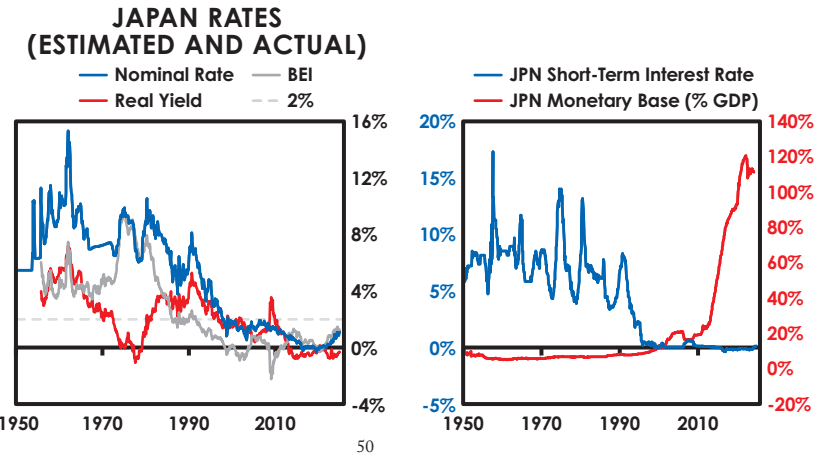 JAPAN RATES
(ESTIMATED AND ACTUAL)
Nominal Rate BEI
Real Yield 2%
16%
12%
8%
4%
0%
-4%
1950 1970 1990 2010
JPN Short-Term Interest Rate
JPN Monetary Base (% GDP)
20%
15%
10%
5%
0%
-5%
140%
120%
100%
80%
60%
40%
20%
0%
-20%
1950 1970 1990 2010
50